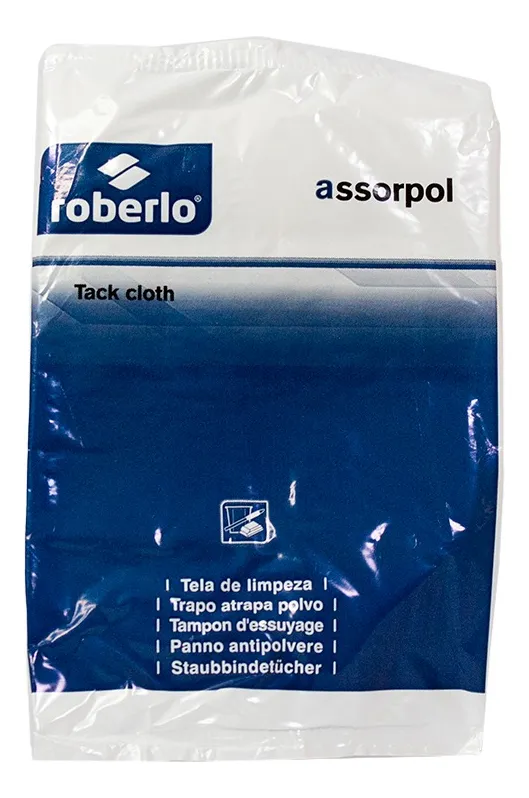 roberlo®
assorpol
Tack cloth
| Tela de limpeza |
| Trapo atrapa polvo |
| Tampon d'essuyage |
| Panno antipolvere |
| Staubbindetücher |